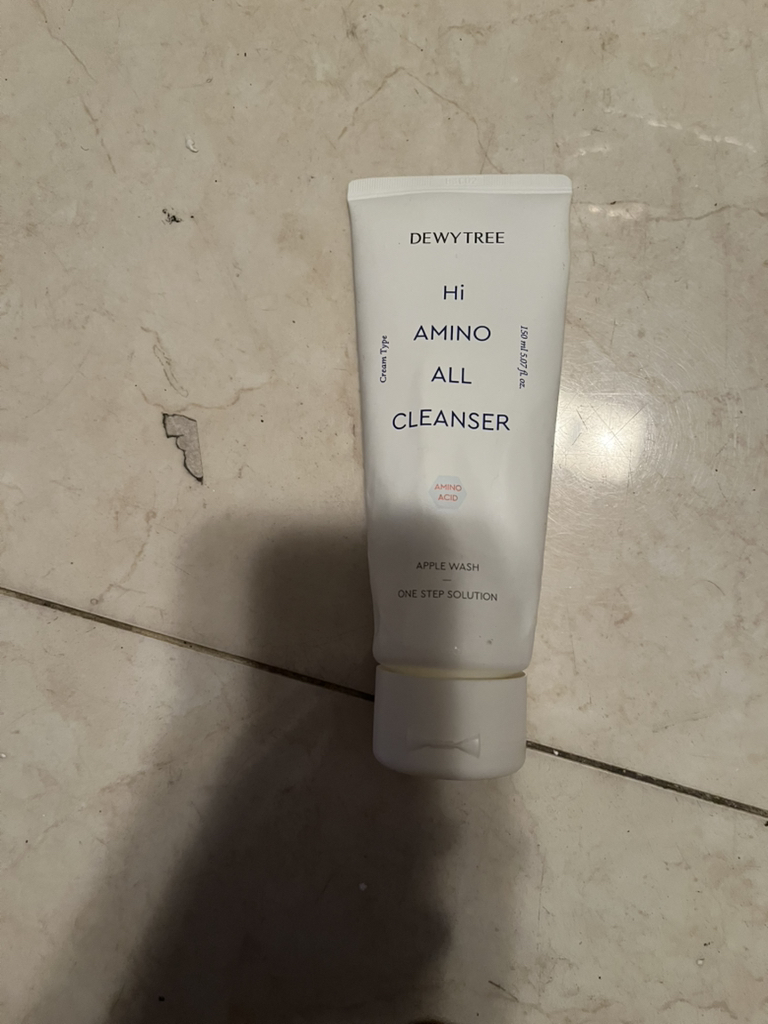 DEWYTREE
Hi
AMINO
ALL
CLEANSER
Cream Type
150 ml 5.07 fl. oz.
AMINO
ACID
APPLE WASH
—
ONE STEP SOLUTION